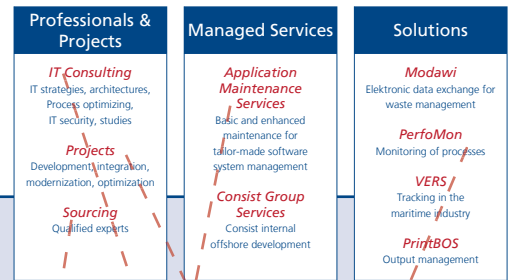 Professionals &
Projects
IT Consulting
IT strategies, architectures,
Process optimizing,
IT security, studies
Projects
Development, integration,
modernization, optimization
Sourcing
Qualified experts
Managed Services
Application
Maintenance
Services
Basic and enhanced
maintenance for
tailor-made software
system management
Consist Group
Services
Consist internal
offshore development
Solutions
Modawi
Elektronic data exchange for
waste management
PerfoMon
Monitoring of processes
VERS
Tracking in the
maritime industry
PrintBOS
Output management